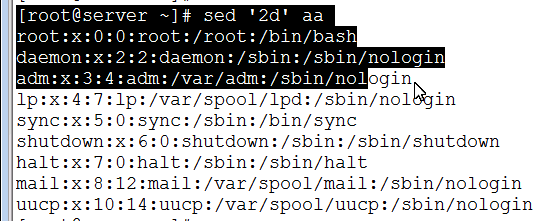 [root@server ~]# sed '2d' aa
root:x:0:0:root:/root:/bin/bash
daemon:x:2:2:daemon:/sbin:/sbin/nologin
adm:x:3:4:adm:/var/adm:/sbin/nologin
lp:x:4:7:lp:/var/spool/lpd:/sbin/nologin
sync:x:5:0:sync:/sbin:/bin/sync
shutdown:x:6:0:shutdown:/sbin:/sbin/shutdown
halt:x:7:0:halt:/sbin:/sbin/halt
mail:x:8:12:mail:/var/spool/mail:/sbin/nologin
uucp:x:10:14:uucp:/var/spool/uucp:/sbin/nologin
[root@server ~]#